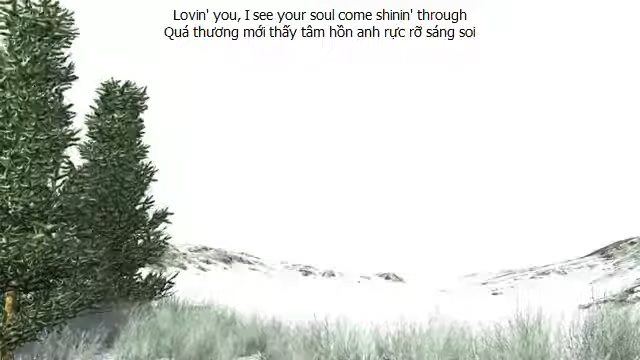 Lovin' you, I see your soul come shinin' through
Quá thương mới thấy tâm hồn anh rực rỡ sáng soi